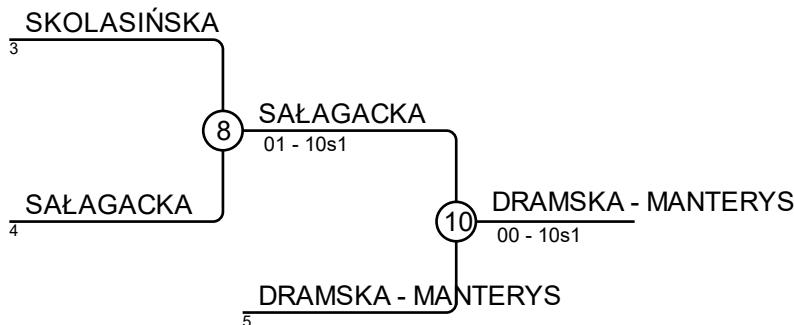 SKOLASIŃSKA
3
8
SAŁAGACKA
01 - 10s1
SAŁAGACKA
4
10
DRAMSKA - MANTERYS
00 - 10s1
DRAMSKA - MANTERYS
5